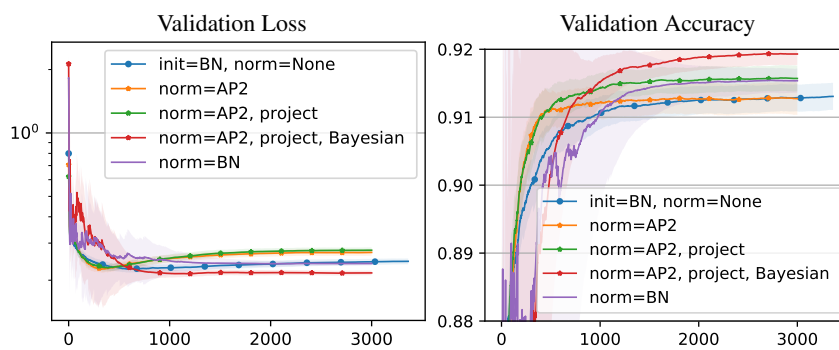 Validation Loss
10⁰
init=BN, norm=None
norm=AP2
norm=AP2, project
norm=AP2, project, Bayesian
norm=BN
0 1000 2000 3000
Validation Accuracy
0.92
0.91
0.90
0.89
0.88
init=BN, norm=None
norm=AP2
norm=AP2, project
norm=AP2, project, Bayesian
norm=BN
0 1000 2000 3000